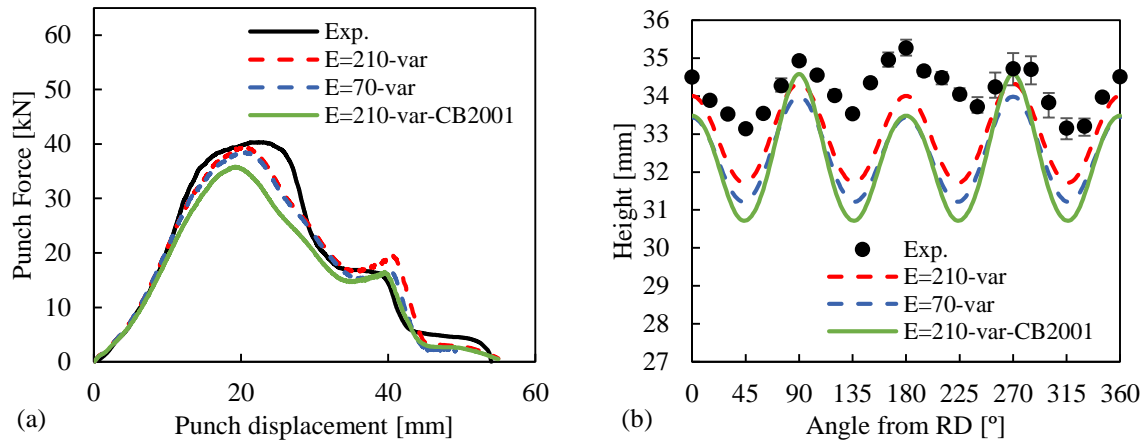 Punch Force [kN]
60
50
40
30
20
10
0
0 20 40 60
Punch displacement [mm]
Exp.
E=210-var
E=70-var
E=210-var-CB2001
(a)
Height [mm]
36
35
34
33
32
31
30
29
28
27
0 45 90 135 180 225 270 315 360
Angle from RD [º]
Exp.
E=210-var
E=70-var
E=210-var-CB2001
(b)